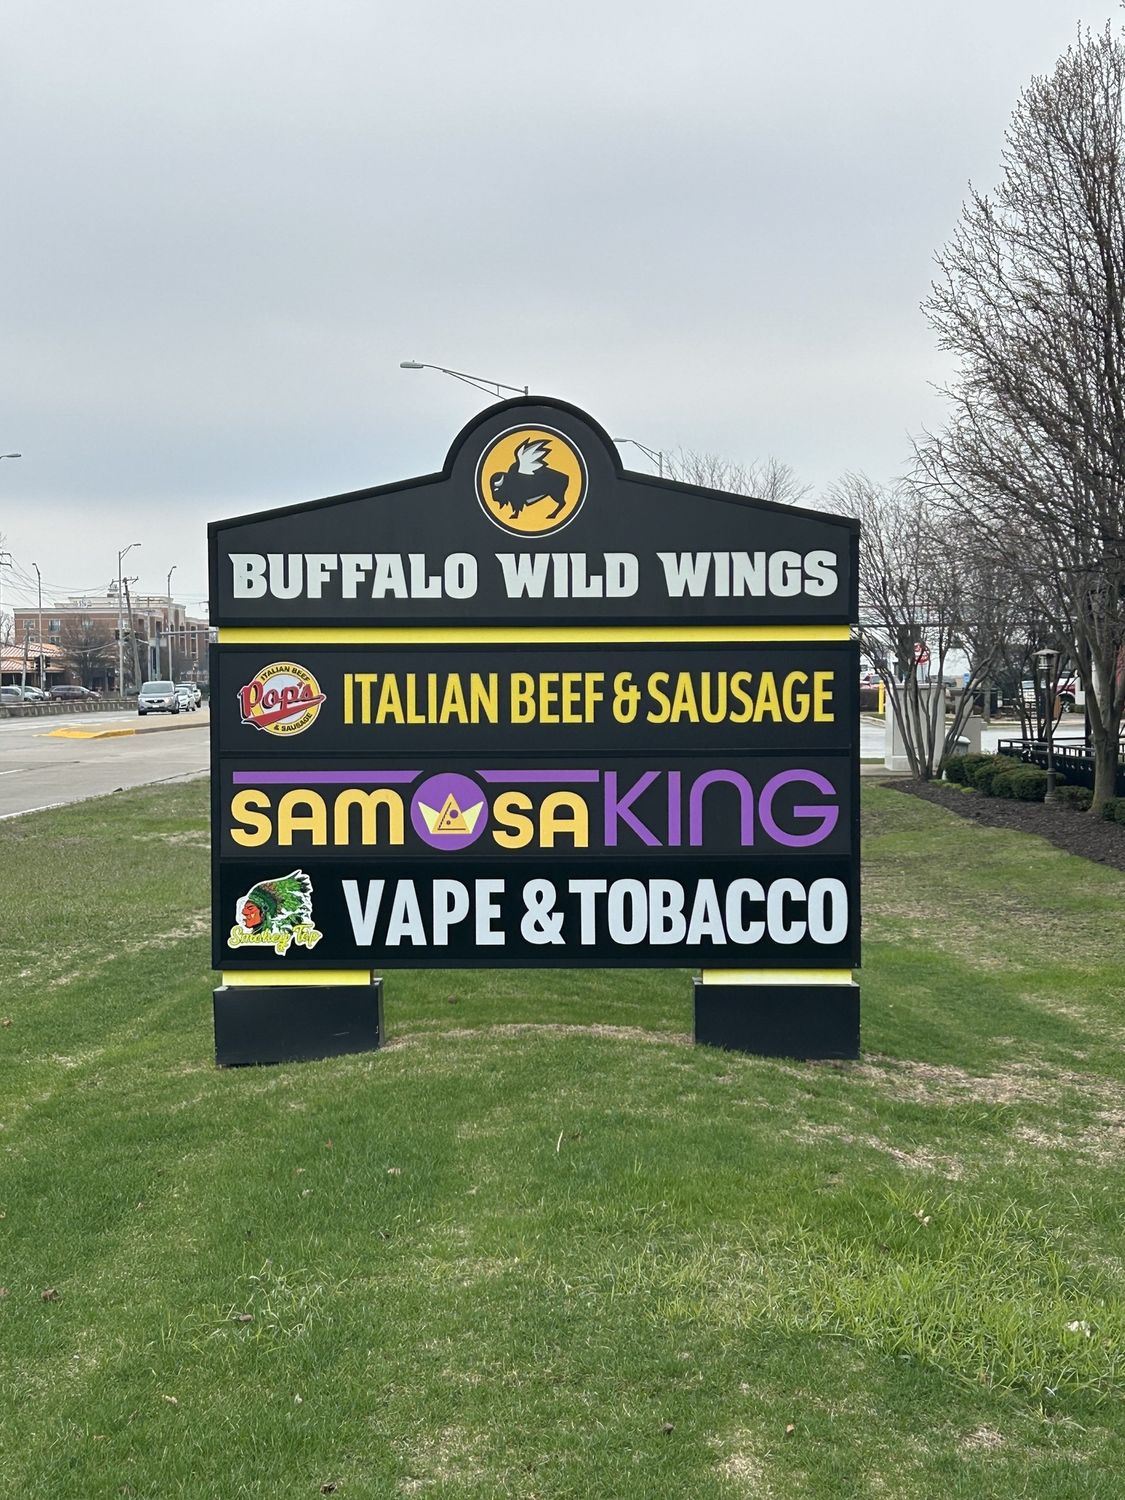 BUFFALO WILD WINGS
ITALIAN BEEF
Pop's
& SAUSAGE
ITALIAN BEEF & SAUSAGE
SAMOSA KING
Smokey Top
VAPE & TOBACCO